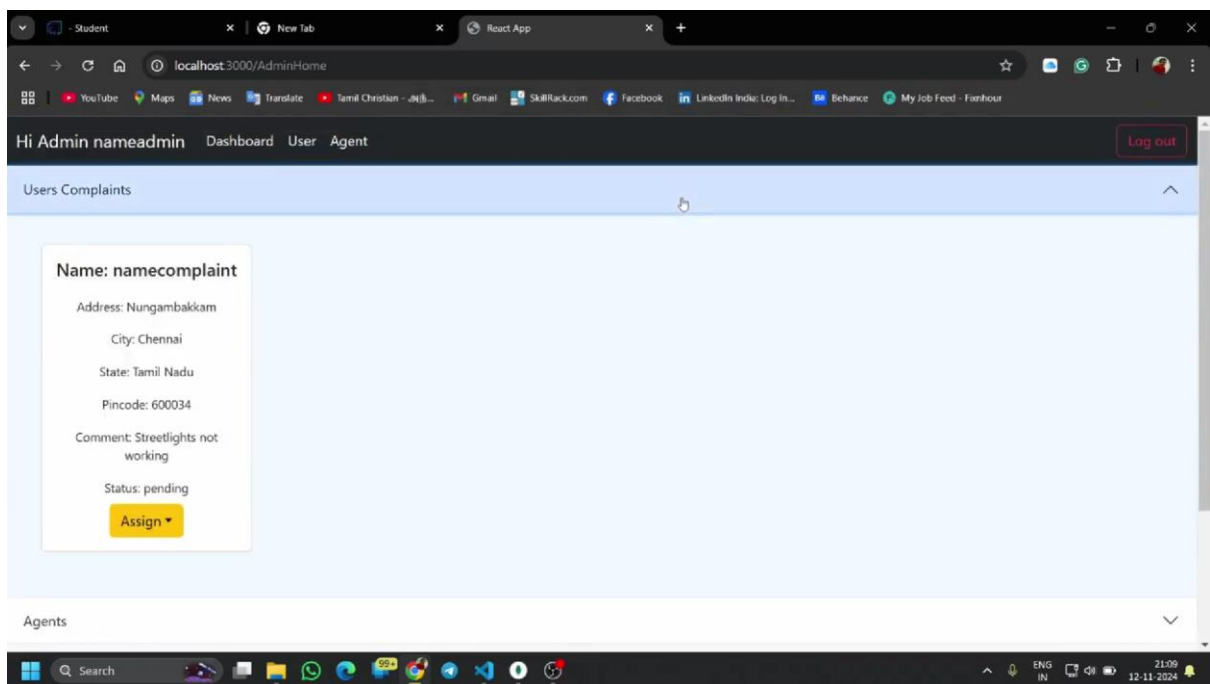 - Student
New Tab
React App
localhost:3000/AdminHome
YouTube Maps News Translate Tamil Christian - Gmail SkillRack.com Facebook LinkedIn India: Log In... Bē Behance My Job Feed - Fixnhour
Hi Admin nameadmin Dashboard User Agent Log out
Users Complaints
Name: namecomplaint
Address: Nungambakkam
City: Chennai
State: Tamil Nadu
Pincode: 600034
Comment: Streetlights not
working
Status: pending
Assign
Agents
Search 99+ ENG 21:09
IN 12-11-2024